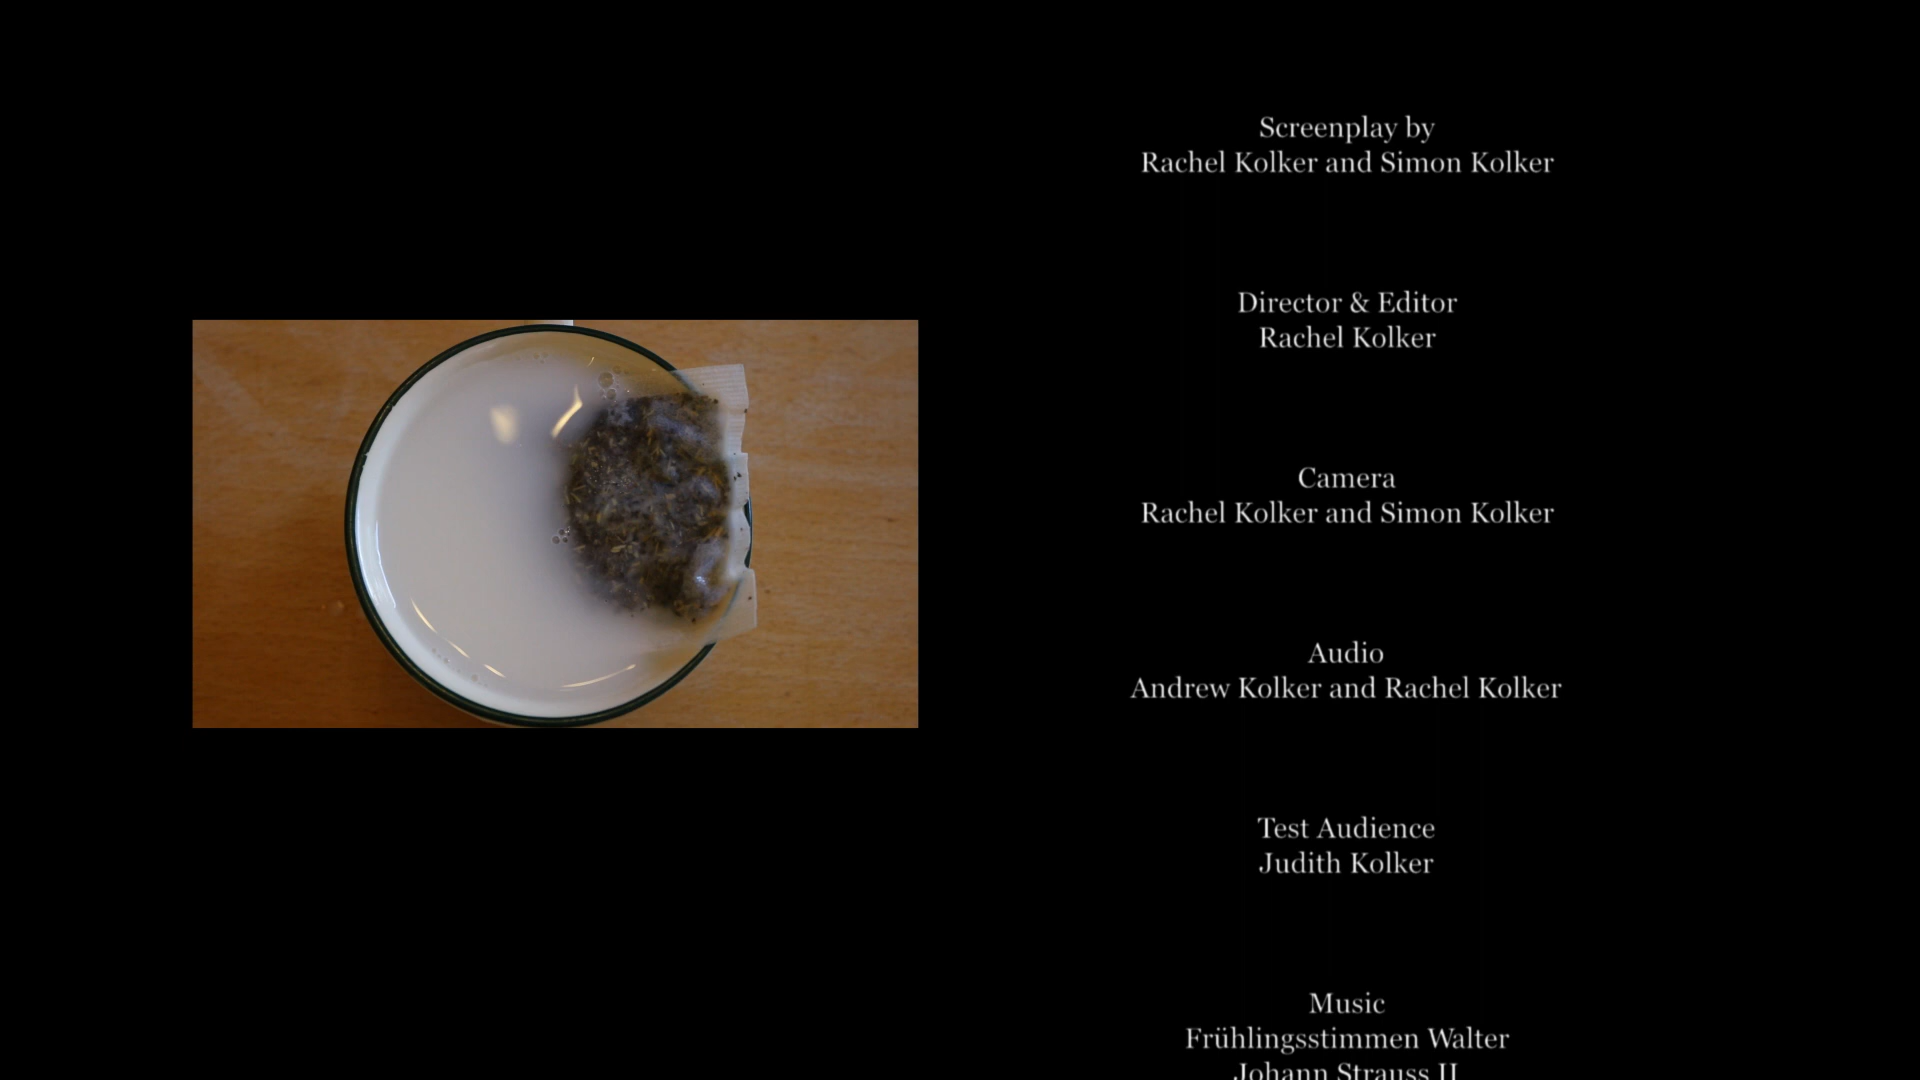 Screenplay by
Rachel Kolker and Simon Kolker
Director & Editor
Rachel Kolker
Camera
Rachel Kolker and Simon Kolker
Audio
Andrew Kolker and Rachel Kolker
Test Audience
Judith Kolker
Music
Frühlingsstimmen Walter
Johann Strauss II